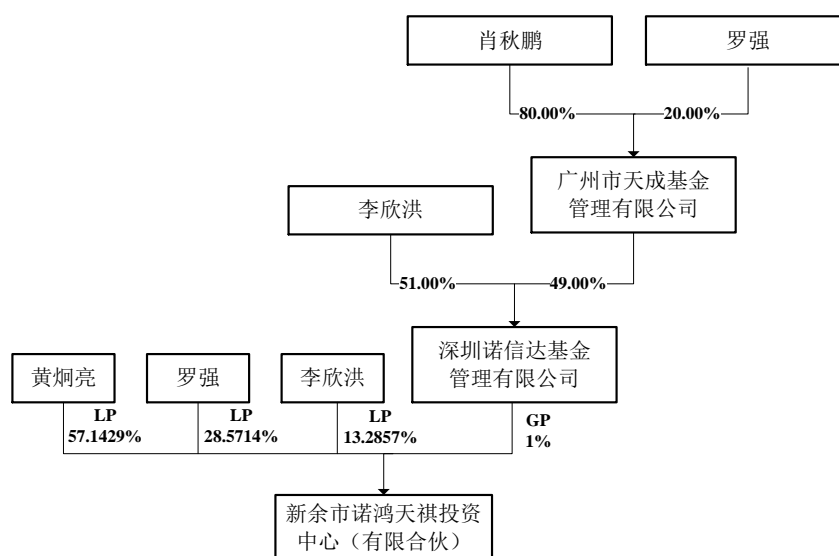 肖秋鹏
罗强
80.00%
20.00%
广州市天成基金
管理有限公司
李欣洪
51.00%
49.00%
深圳诺信达基金
管理有限公司
黄炯亮
罗强
李欣洪
LP
57.1429%
LP
28.5714%
LP
13.2857%
GP
1%
新余市诺鸿天祺投资
中心（有限合伙）